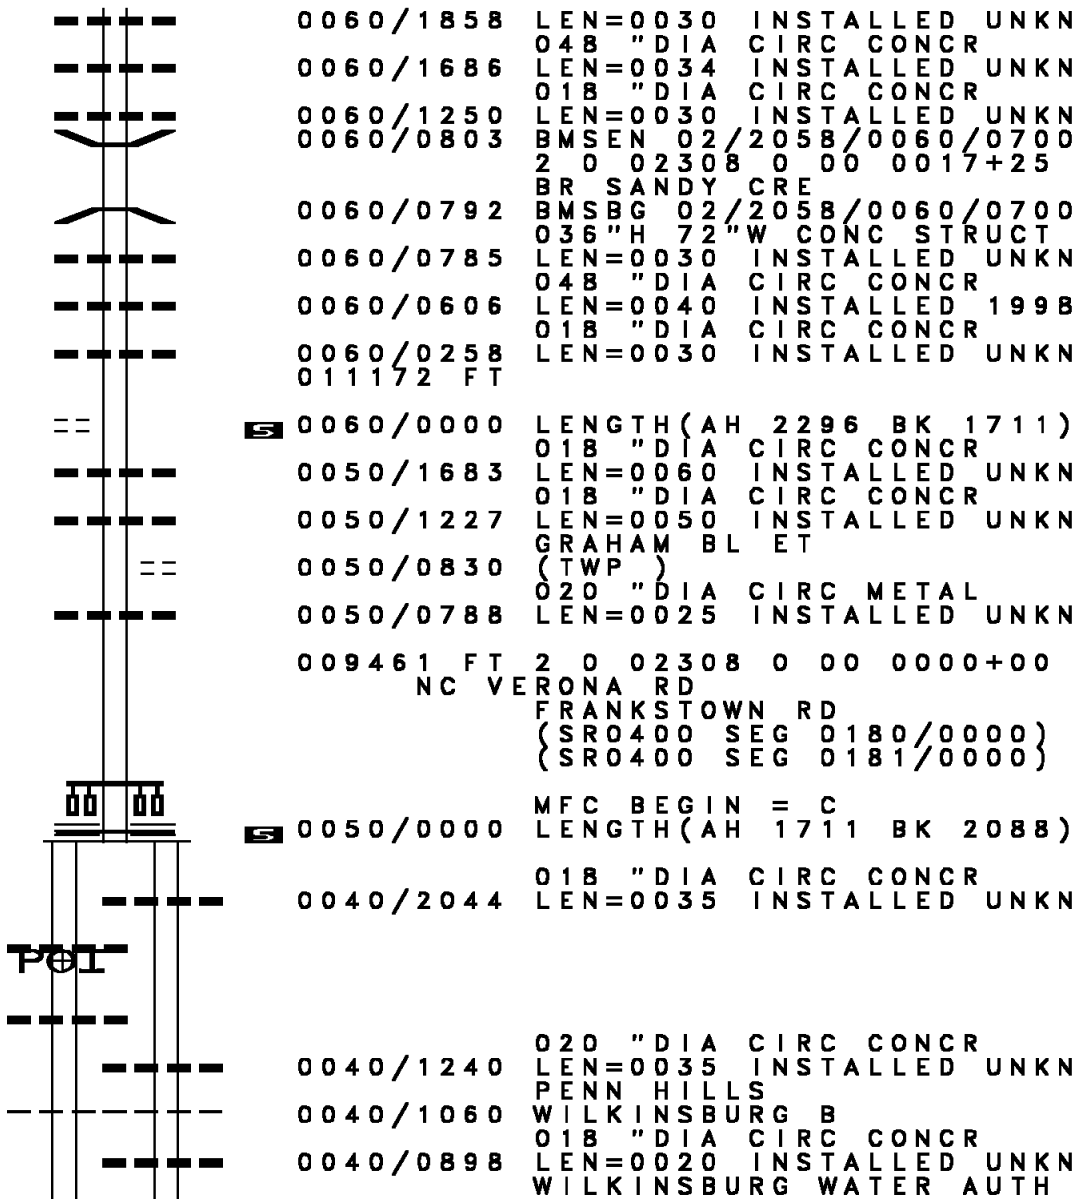 0060/1858 LEN=0030 INSTALLED UNKN
048 "DIA CIRC CONCR
0060/1686 LEN=0034 INSTALLED UNKN
018 "DIA CIRC CONCR
0060/1250 LEN=0030 INSTALLED UNKN
0060/0803 BMSEN 02/2058/0060/0700
2 0 02308 0 00 0017+25
BR SANDY CRE
0060/0792 BMSBG 02/2058/0060/0700
036"H 72"W CONC STRUCT
0060/0785 LEN=0030 INSTALLED UNKN
048 "DIA CIRC CONCR
0060/0606 LEN=0040 INSTALLED 1998
018 "DIA CIRC CONCR
0060/0258 LEN=0030 INSTALLED UNKN
011172 FT
S 0060/0000 LENGTH(AH 2296 BK 1711)
018 "DIA CIRC CONCR
0050/1683 LEN=0060 INSTALLED UNKN
018 "DIA CIRC CONCR
0050/1227 LEN=0050 INSTALLED UNKN
GRAHAM BL ET
0050/0830 (TWP )
020 "DIA CIRC METAL
0050/0788 LEN=0025 INSTALLED UNKN
009461 FT 2 0 02308 0 00 0000+00
NC VERONA RD
FRANKSTOWN RD
(SR0400 SEG 0180/0000)
(SR0400 SEG 0181/0000)
MFC BEGIN = C
S 0050/0000 LENGTH(AH 1711 BK 2088)
018 "DIA CIRC CONCR
0040/2044 LEN=0035 INSTALLED UNKN
POI
020 "DIA CIRC CONCR
0040/1240 LEN=0035 INSTALLED UNKN
PENN HILLS
0040/1060 WILKINSBURG B
018 "DIA CIRC CONCR
0040/0898 LEN=0020 INSTALLED UNKN
WILKINSBURG WATER AUTH